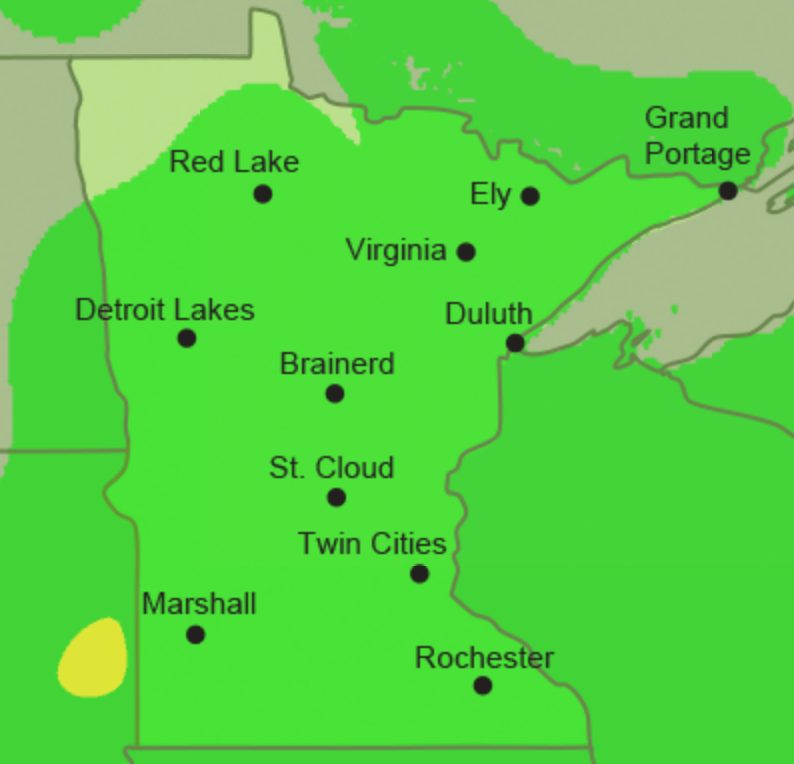 Grand
Portage
Red Lake
Ely
Virginia
Detroit Lakes
Duluth
Brainerd
St. Cloud
Twin Cities
Marshall
Rochester